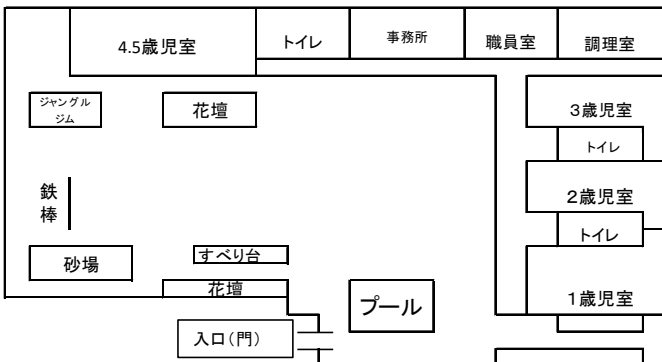 4.5歳児室
トイレ
事務所
職員室
調理室
ジャングル
ジム
花壇
3歳児室
トイレ
鉄
棒
2歳児室
トイレ
すべり台
砂場
花壇
プール
1歳児室
入口(門)